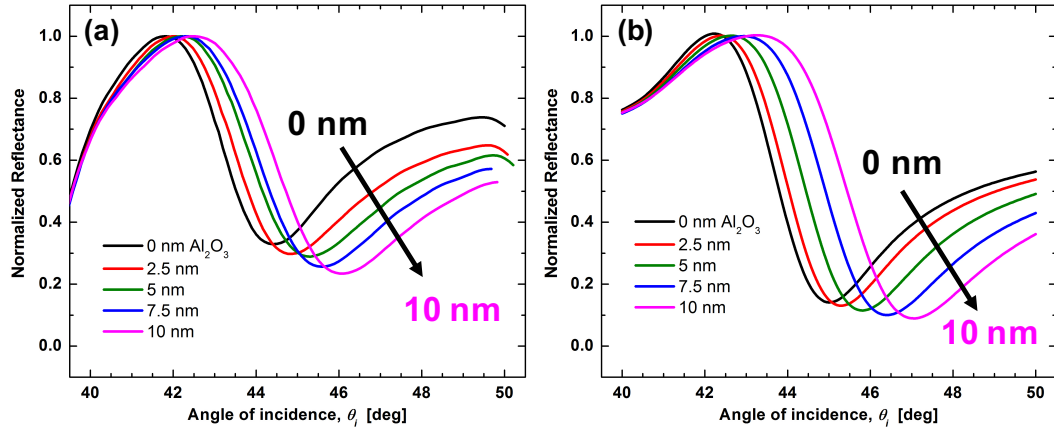 (a)
1.0
0.8
0.6
0.4
0.2
0.0
Normalized Reflectance
0 nm
10 nm
0 nm Al₂O₃
2.5 nm
5 nm
7.5 nm
10 nm
40 42 44 46 48 50
Angle of incidence, θᵢ [deg]
(b)
1.0
0.8
0.6
0.4
0.2
0.0
Normalized Reflectance
0 nm
10 nm
0 nm Al₂O₃
2.5 nm
5 nm
7.5 nm
10 nm
40 42 44 46 48 50
Angle of incidence, θᵢ [deg]